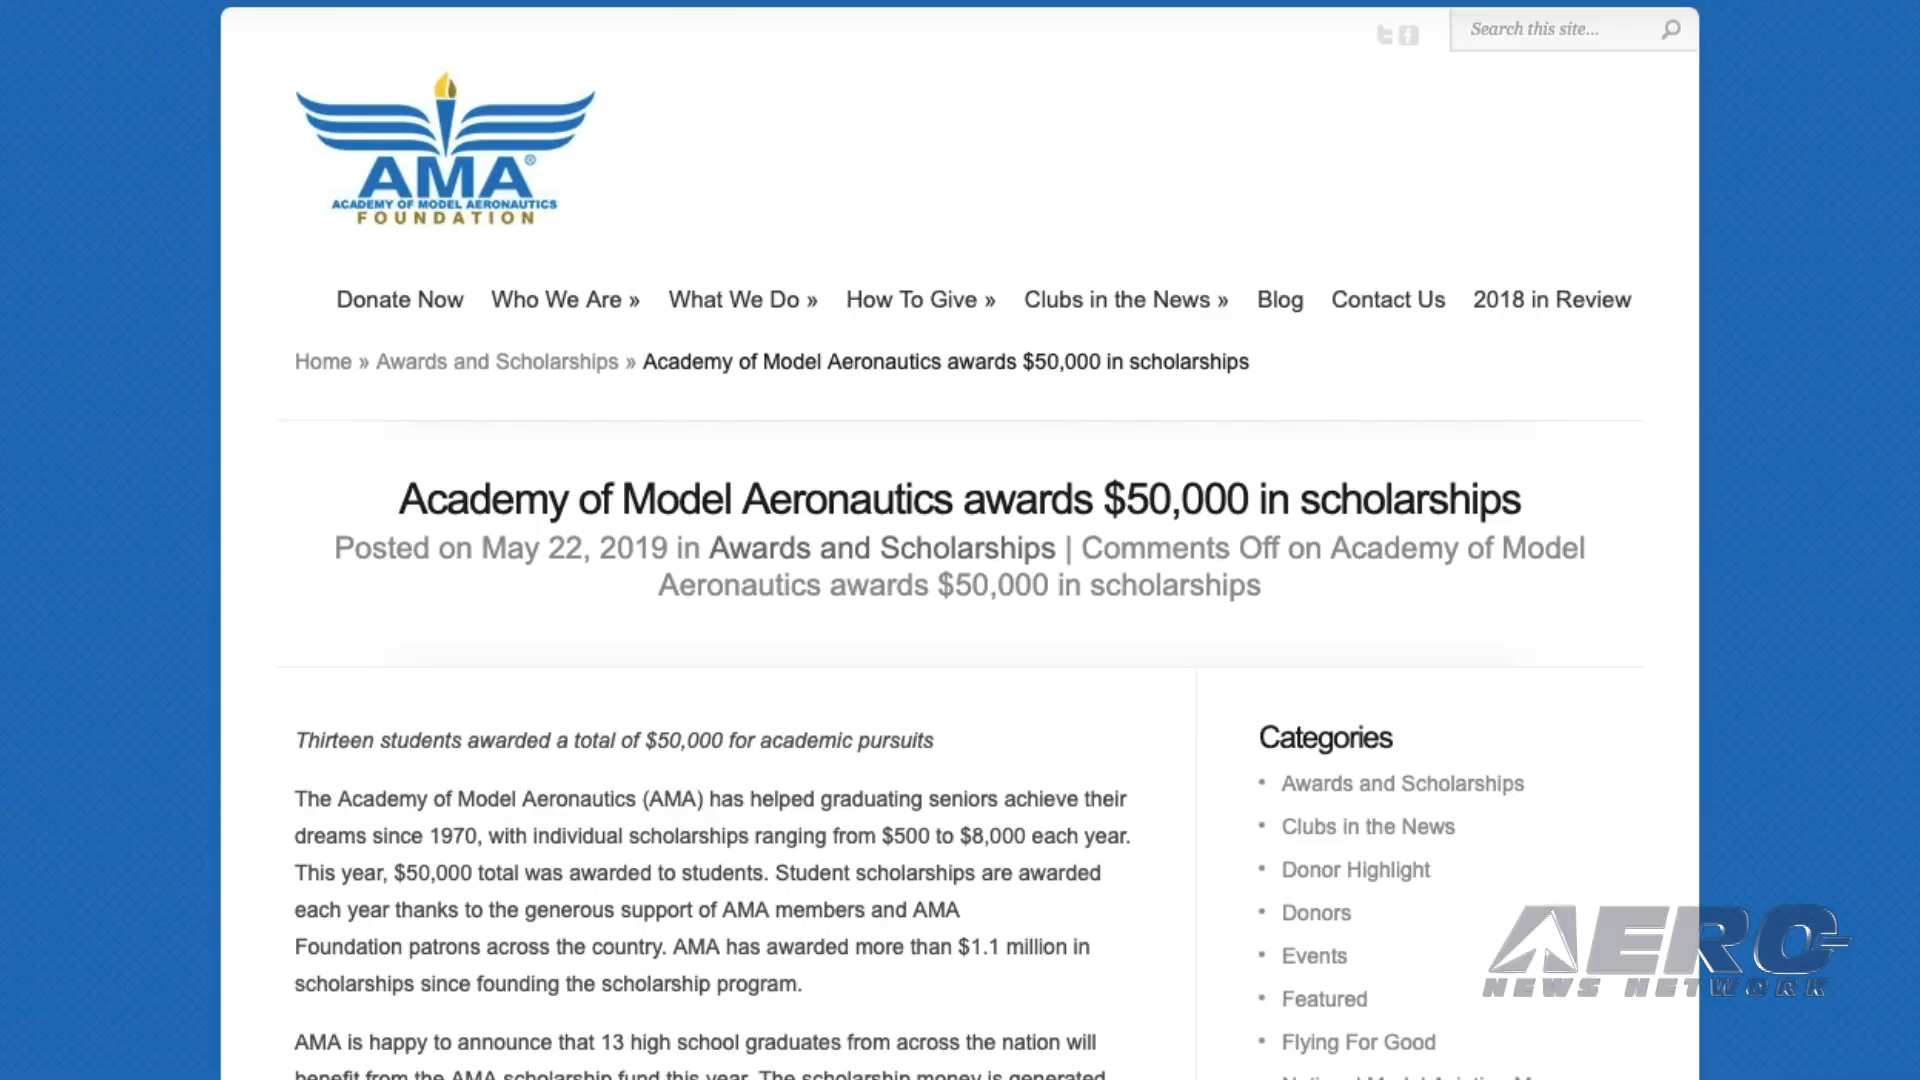 Search this site...
AMA®
ACADEMY OF MODEL AERONAUTICS
FOUNDATION
Donate Now Who We Are » What We Do » How To Give » Clubs in the News » Blog Contact Us 2018 in Review
Home » Awards and Scholarships » Academy of Model Aeronautics awards $50,000 in scholarships
Academy of Model Aeronautics awards $50,000 in scholarships
Posted on May 22, 2019 in Awards and Scholarships | Comments Off on Academy of Model
Aeronautics awards $50,000 in scholarships
Thirteen students awarded a total of $50,000 for academic pursuits
The Academy of Model Aeronautics (AMA) has helped graduating seniors achieve their
dreams since 1970, with individual scholarships ranging from $500 to $8,000 each year.
This year, $50,000 total was awarded to students. Student scholarships are awarded
each year thanks to the generous support of AMA members and AMA
Foundation patrons across the country. AMA has awarded more than $1.1 million in
scholarships since founding the scholarship program.
AMA is happy to announce that 13 high school graduates from across the nation will
benefit from the AMA scholarship fund this year. The scholarship money is generated
Categories
• Awards and Scholarships
• Clubs in the News
• Donor Highlight
• Donors
• Events
• Featured
• Flying For Good
AERO
NEWS NETWORK